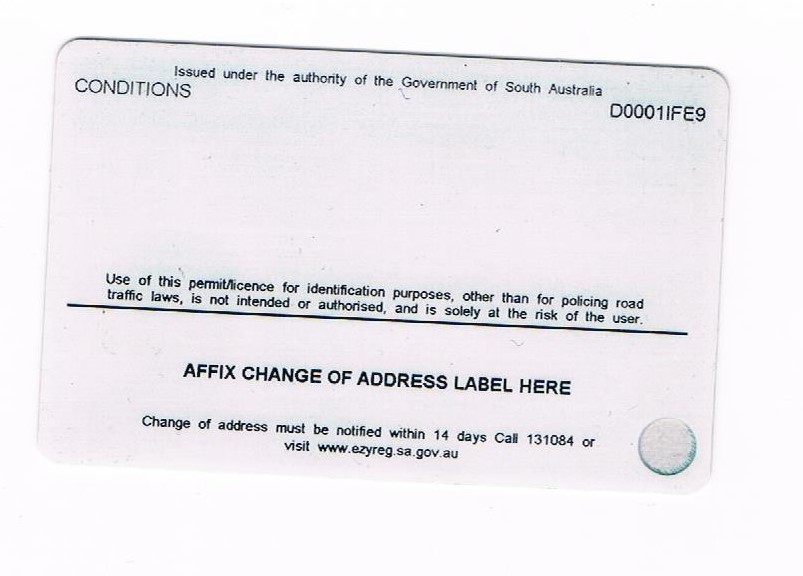 Issued under the authority of the Government of South Australia
CONDITIONS
D0001IFE9
Use of this permit/licence for identification purposes, other than for policing road
traffic laws, is not intended or authorised, and is solely at the risk of the user.
AFFIX CHANGE OF ADDRESS LABEL HERE
Change of address must be notified within 14 days Call 131084 or
visit www.ezyreg.sa.gov.au